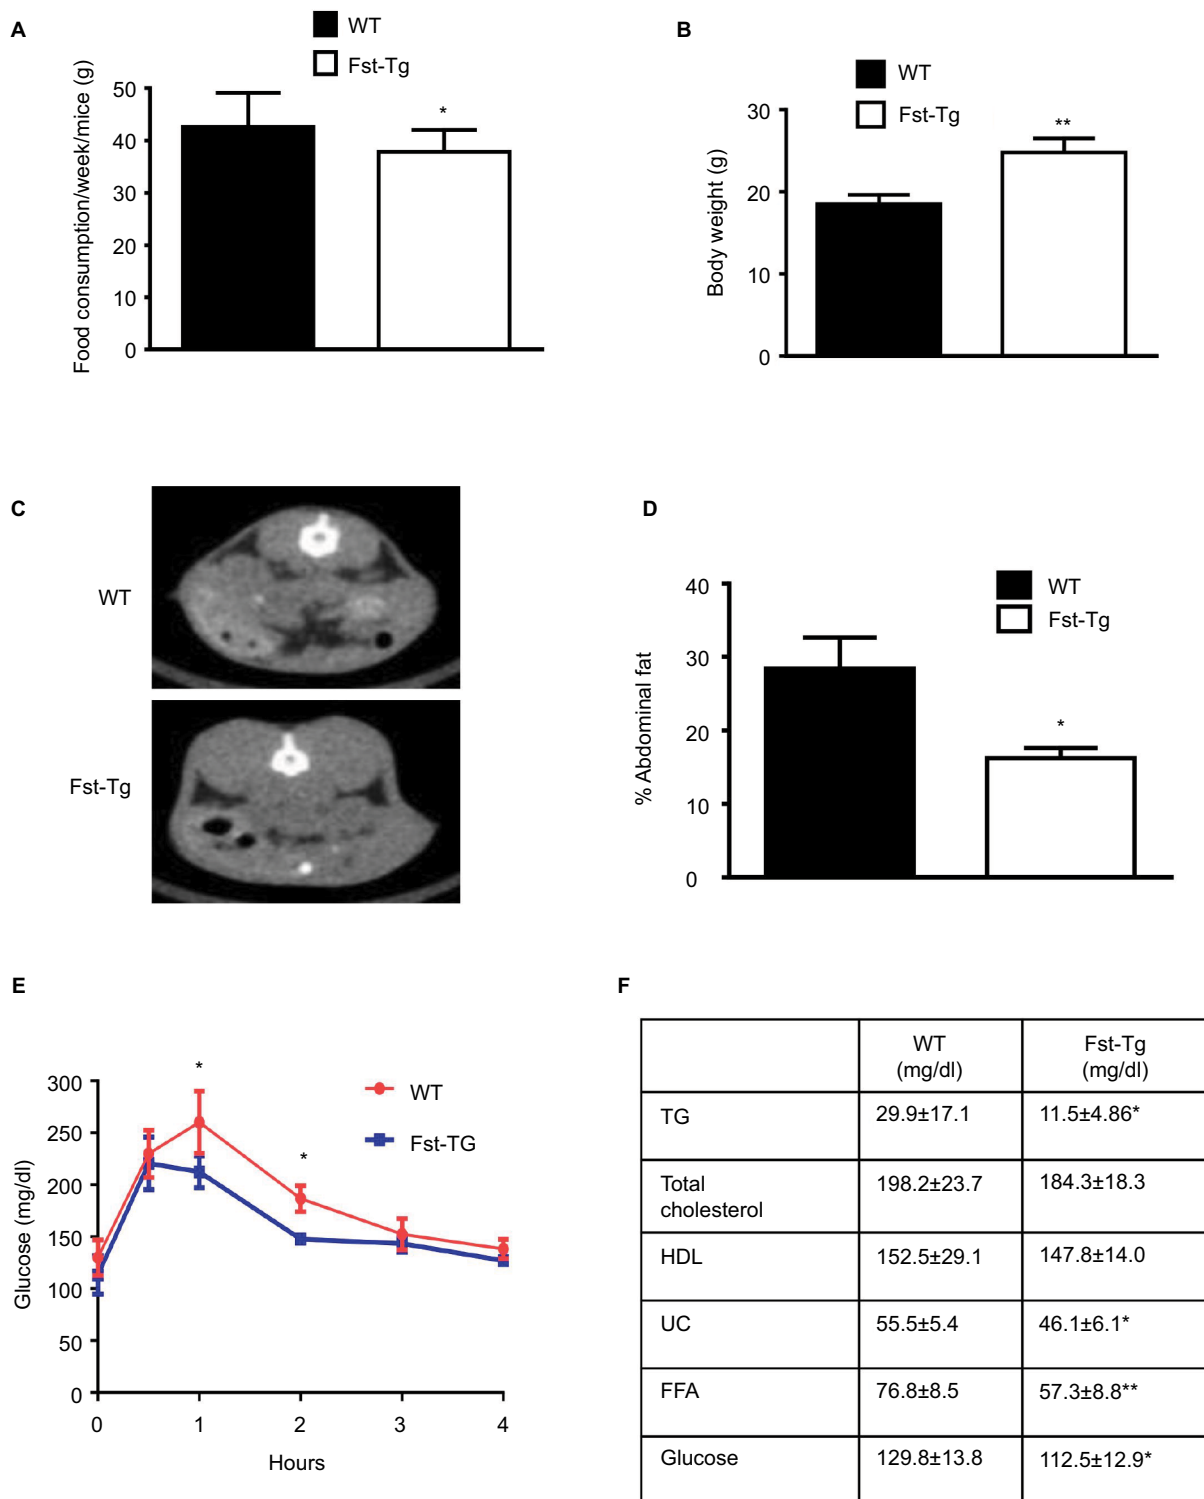 A
WT
Fst-Tg
Food consumption/week/mice (g)
50
40
30
20
10
0
*
B
WT
Fst-Tg
Body weight (g)
30
20
10
0
**
C
WT
Fst-Tg
D
WT
Fst-Tg
% Abdominal fat
40
30
20
10
0
*
E
WT
Fst-TG
Glucose (mg/dl)
300
250
200
150
100
50
0
*
*
0 1 2 3 4
Hours
F
WT Fst-Tg
(mg/dl) (mg/dl)
TG 29.9±17.1 11.5±4.86*
Total 198.2±23.7 184.3±18.3
cholesterol
HDL 152.5±29.1 147.8±14.0
UC 55.5±5.4 46.1±6.1*
FFA 76.8±8.5 57.3±8.8**
Glucose 129.8±13.8 112.5±12.9*